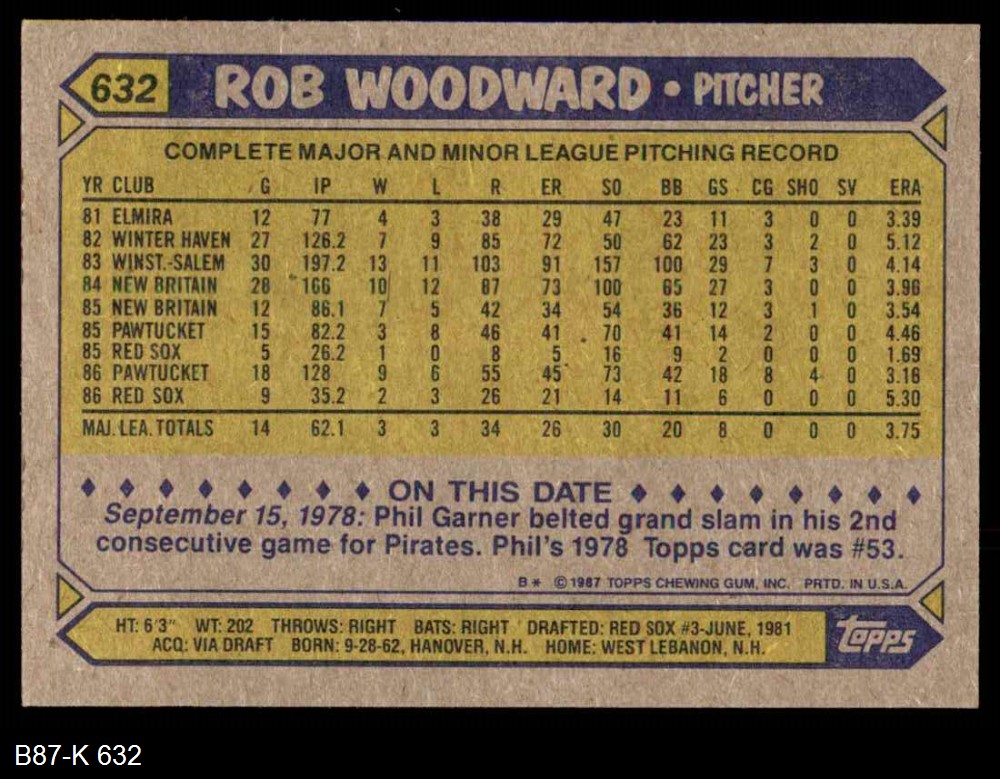 632 ROB WOODWARD • PITCHER
COMPLETE MAJOR AND MINOR LEAGUE PITCHING RECORD
YR CLUB G IP W L R ER SO BB GS CG SHO SV ERA
81 ELMIRA 12 77 4 3 38 29 47 23 11 3 0 0 3.39
82 WINTER HAVEN 27 126.2 7 9 85 72 50 62 23 3 2 0 5.12
83 WINST.-SALEM 30 197.2 13 11 103 91 157 100 29 7 3 0 4.14
84 NEW BRITAIN 28 166 10 12 87 73 100 65 27 3 0 0 3.96
85 NEW BRITAIN 12 86.1 7 5 42 34 54 36 12 3 1 0 3.54
85 PAWTUCKET 15 82.2 3 8 46 41 70 41 14 2 0 0 4.46
85 RED SOX 5 26.2 1 0 8 5 16 9 2 0 0 0 1.69
86 PAWTUCKET 18 128 9 6 55 45 73 42 18 8 4 0 3.16
86 RED SOX 9 35.2 2 3 26 21 14 11 6 0 0 0 5.30
MAJ. LEA. TOTALS 14 62.1 3 3 34 26 30 20 8 0 0 0 3.75
♦ ♦ ♦ ♦ ♦ ♦ ♦ ♦ ON THIS DATE ♦ ♦ ♦ ♦ ♦ ♦ ♦ ♦
September 15, 1978: Phil Garner belted grand slam in his 2nd
consecutive game for Pirates. Phil's 1978 Topps card was #53.
B* © 1987 TOPPS CHEWING GUM, INC. PRTD. IN U.S.A.
HT: 6'3" WT: 202 THROWS: RIGHT BATS: RIGHT DRAFTED: RED SOX #3-JUNE, 1981
ACQ: VIA DRAFT BORN: 9-28-62, HANOVER, N.H. HOME: WEST LEBANON, N.H.
topps
B87-K 632